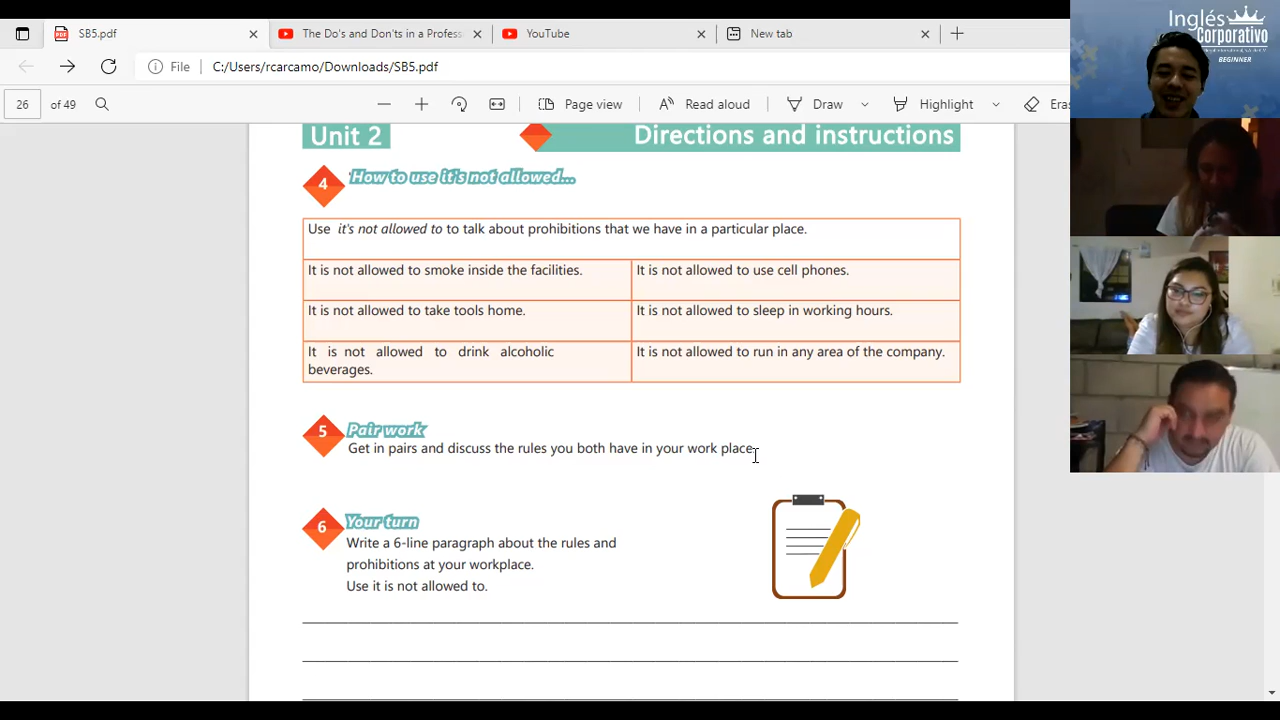 SB5.pdf
The Do's and Don'ts in a Profess
YouTube
New tab
File C:/Users/rcarcamo/Downloads/SB5.pdf
26 of 49
Page view
Read aloud
Draw
Highlight
Eras
Inglés
Corporativo
BEGINNER
Unit 2
Directions and instructions
4 How to use it's not allowed...
Use it's not allowed to to talk about prohibitions that we have in a particular place.
It is not allowed to smoke inside the facilities.
It is not allowed to use cell phones.
It is not allowed to take tools home.
It is not allowed to sleep in working hours.
It is not allowed to drink alcoholic
beverages.
It is not allowed to run in any area of the company.
5 Pair work
Get in pairs and discuss the rules you both have in your work place.
6 Your turn
Write a 6-line paragraph about the rules and
prohibitions at your workplace.
Use it is not allowed to.